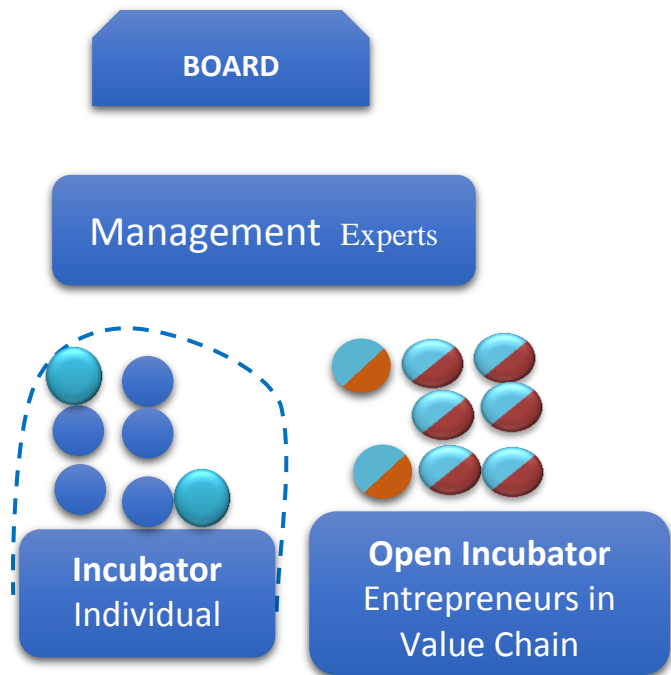 BOARD
Management Experts
Incubator
Individual
Open Incubator
Entrepreneurs in
Value Chain